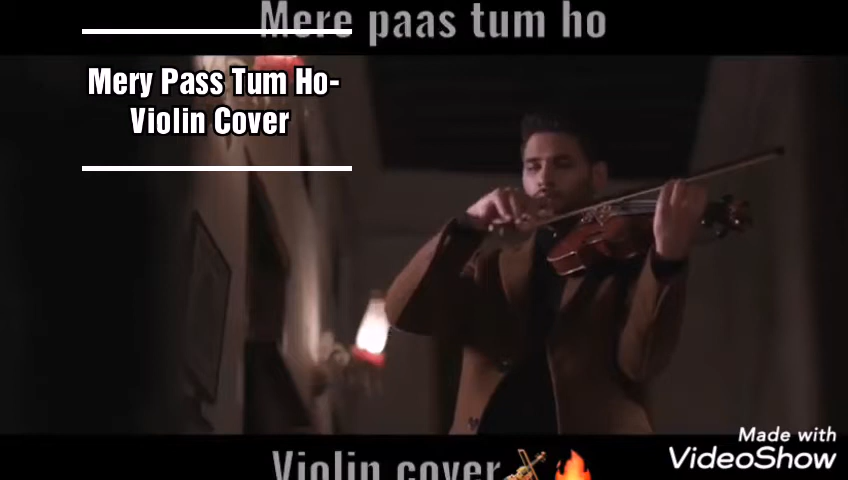 Mere paas tum ho
Mery Pass Tum Ho-
Violin Cover
Violin cover🎻🔥
Made with
VideoShow